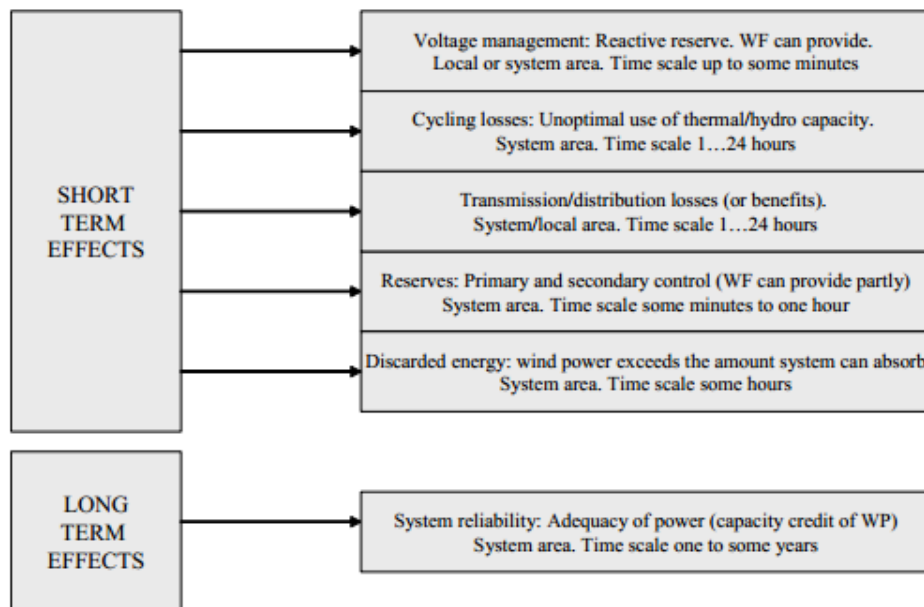 SHORT
TERM
EFFECTS
Voltage management: Reactive reserve. WF can provide.
Local or system area. Time scale up to some minutes
Cycling losses: Unoptimal use of thermal/hydro capacity.
System area. Time scale 1…24 hours
Transmission/distribution losses (or benefits).
System/local area. Time scale 1…24 hours
Reserves: Primary and secondary control (WF can provide partly)
System area. Time scale some minutes to one hour
Discarded energy: wind power exceeds the amount system can absorb
System area. Time scale some hours
LONG
TERM
EFFECTS
System reliability: Adequacy of power (capacity credit of WP)
System area. Time scale one to some years